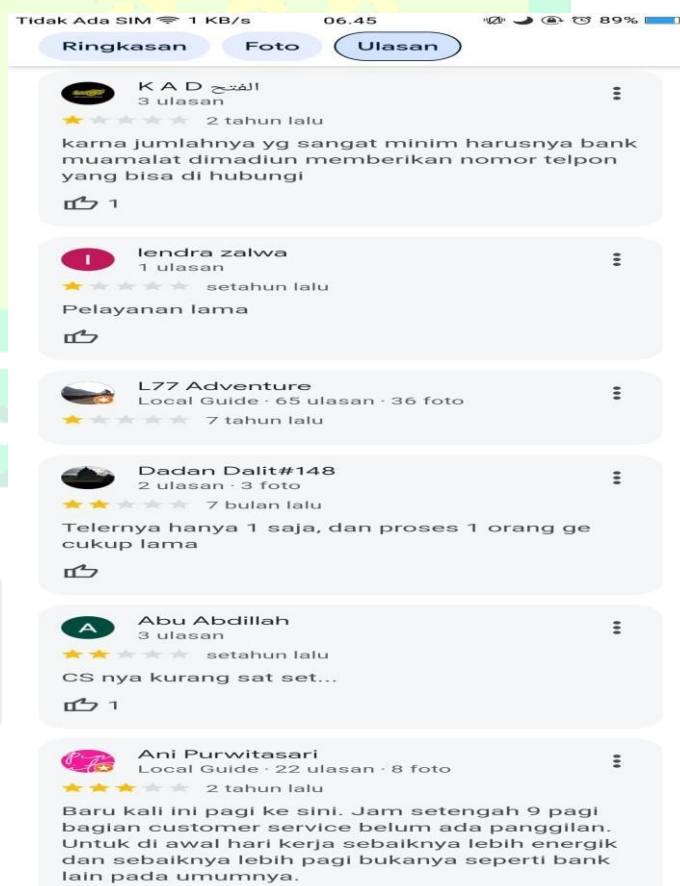 Tidak Ada SIM 1 KB/s 06.45 89%
Ringkasan Foto Ulasan
K A D الفتح
3 ulasan
2 tahun lalu
karna jumlahnya yg sangat minim harusnya bank
muamalat dimadiun memberikan nomor telpon
yang bisa di hubungi
1
I
lendra zalwa
1 ulasan
setahun lalu
Pelayanan lama
L77 Adventure
Local Guide · 65 ulasan · 36 foto
7 tahun lalu
Dadan Dalit#148
2 ulasan · 3 foto
7 bulan lalu
Telernya hanya 1 saja, dan proses 1 orang ge
cukup lama
A
Abu Abdillah
3 ulasan
setahun lalu
CS nya kurang sat set...
1
Ani Purwitasari
Local Guide · 22 ulasan · 8 foto
2 tahun lalu
Baru kali ini pagi ke sini. Jam setengah 9 pagi
bagian customer service belum ada panggilan.
Untuk di awal hari kerja sebaiknya lebih energik
dan sebaiknya lebih pagi bukanya seperti bank
lain pada umumnya.